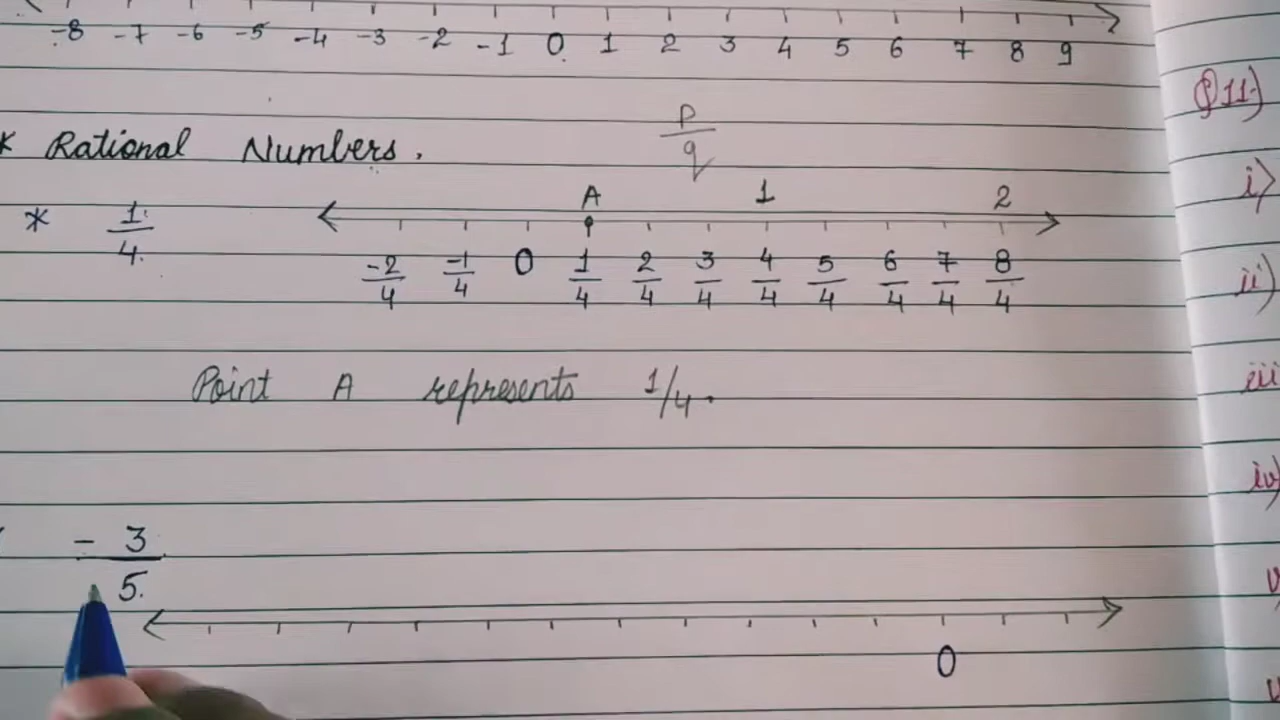 -8 -7 -6 -5 -4 -3 -2 -1 0 1 2 3 4 5 6 7 8 9
* Rational Numbers.
p/q
* 1/4
A 1 2
-2/4 -1/4 0 1/4 2/4 3/4 4/4 5/4 6/4 7/4 8/4
Point A represents 1/4.
-3/5.
0
Q11)
i)
ii)
iii
iv)